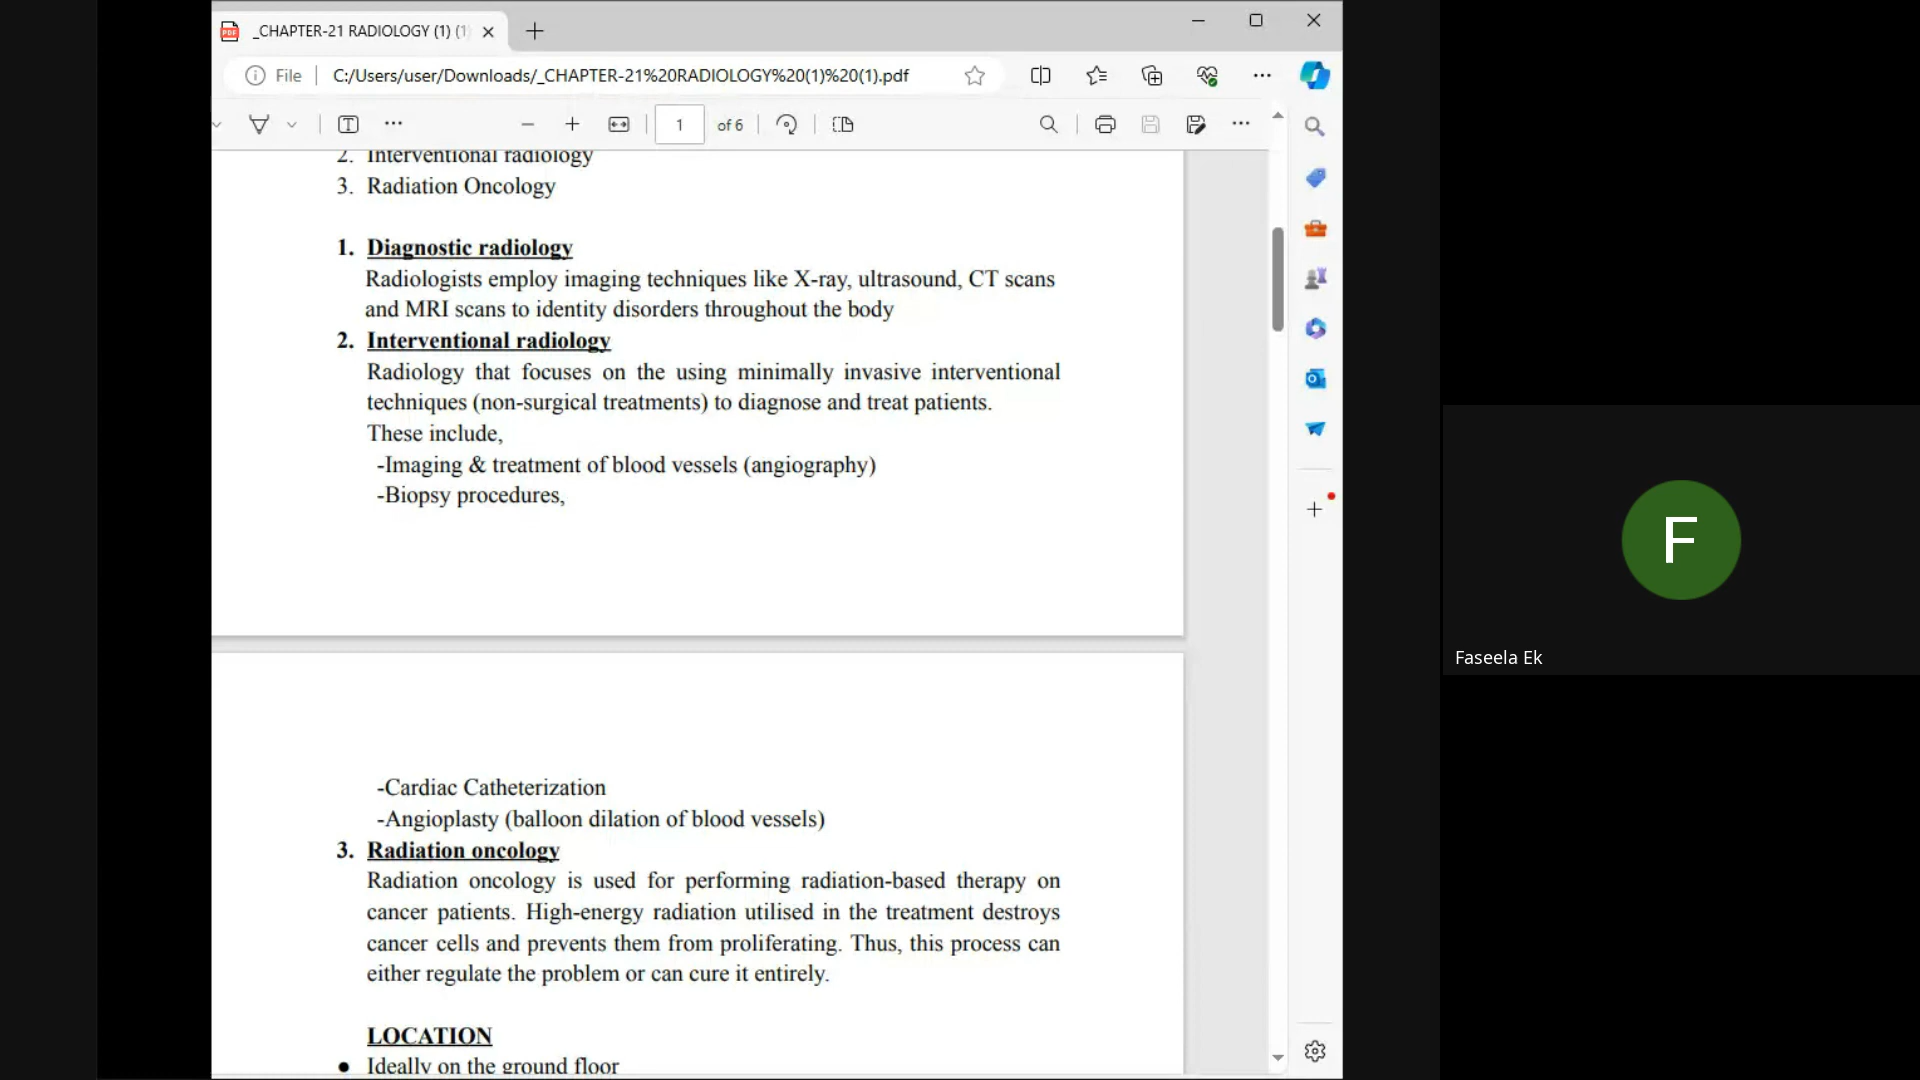 PDF
_CHAPTER-21 RADIOLOGY (1) (1)
File
C:/Users/user/Downloads/_CHAPTER-21%20RADIOLOGY%20(1)%20(1).pdf
1 of 6
2. Interventional radiology
3. Radiation Oncology
1. Diagnostic radiology
Radiologists employ imaging techniques like X-ray, ultrasound, CT scans
and MRI scans to identity disorders throughout the body
2. Interventional radiology
Radiology that focuses on the using minimally invasive interventional
techniques (non-surgical treatments) to diagnose and treat patients.
These include,
-Imaging & treatment of blood vessels (angiography)
-Biopsy procedures,
-Cardiac Catheterization
-Angioplasty (balloon dilation of blood vessels)
3. Radiation oncology
Radiation oncology is used for performing radiation-based therapy on
cancer patients. High-energy radiation utilised in the treatment destroys
cancer cells and prevents them from proliferating. Thus, this process can
either regulate the problem or can cure it entirely.
LOCATION
● Ideally on the ground floor
F
Faseela Ek